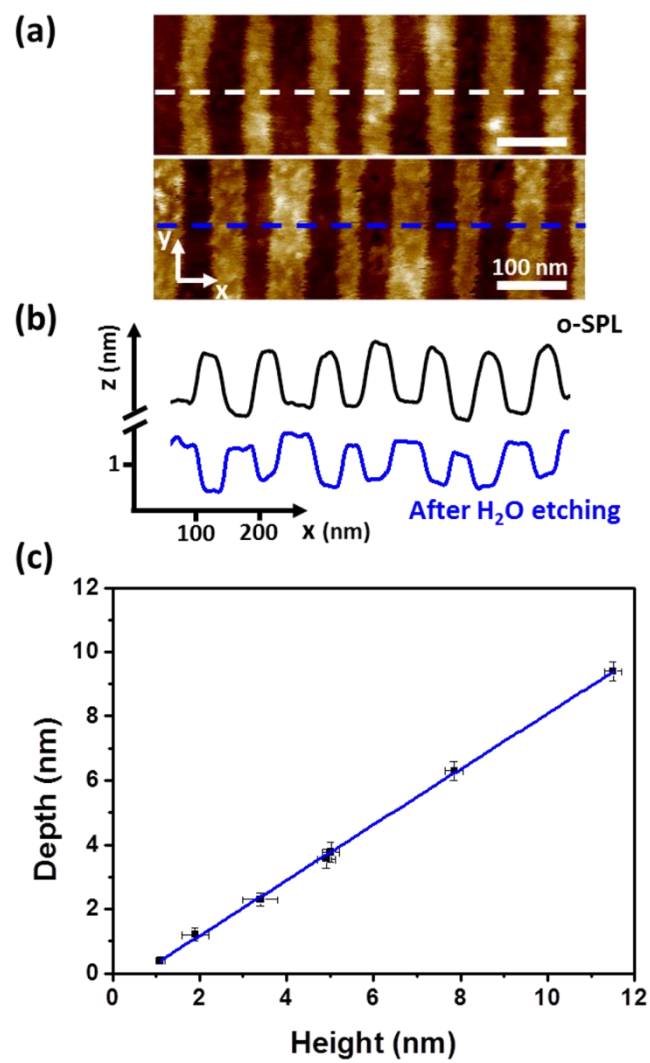 (a)
y
x
100 nm
(b)
o-SPL
z (nm)
1
After H₂O etching
100 200 x (nm)
(c)
12
10
8
6
4
2
0
Depth (nm)
0 2 4 6 8 10 12
Height (nm)